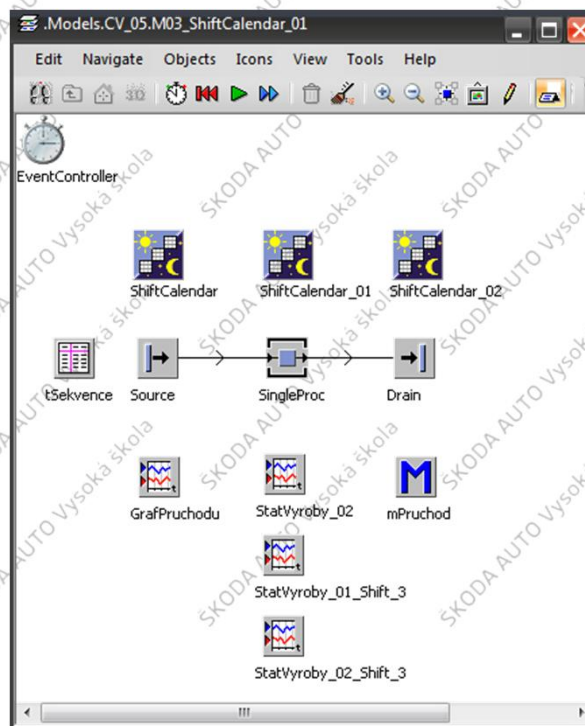 .Models.CV_05.M03_ShiftCalendar_01
Edit Navigate Objects Icons View Tools Help
3D
EventController
ShiftCalendar ShiftCalendar_01 ShiftCalendar_02
tSekvence Source SingleProc Drain
M
GrafPruchodu StatVyroby_02 mPruchod
StatVyroby_01_Shift_3
StatVyroby_02_Shift_3
ŠKODA AUTO Vysoká škola